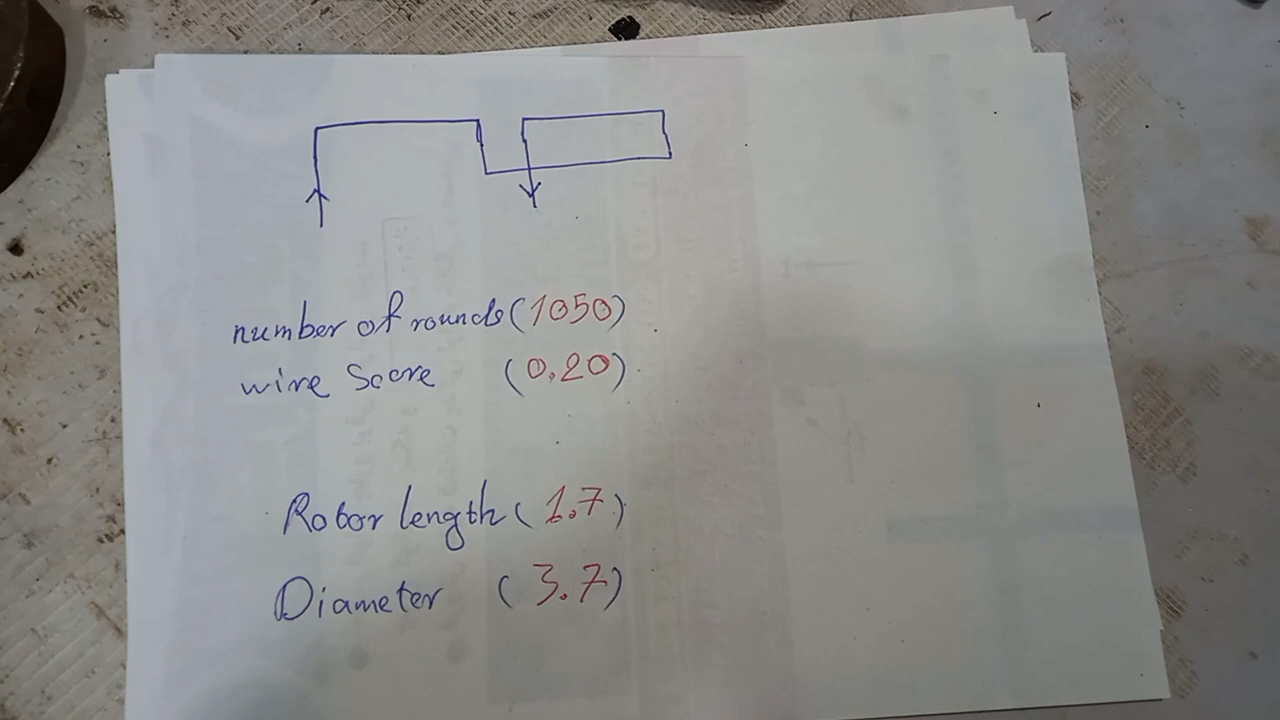 number of rounds (1050)
wire Score (0.20)
Rotor length (1.7)
Diameter (3.7)